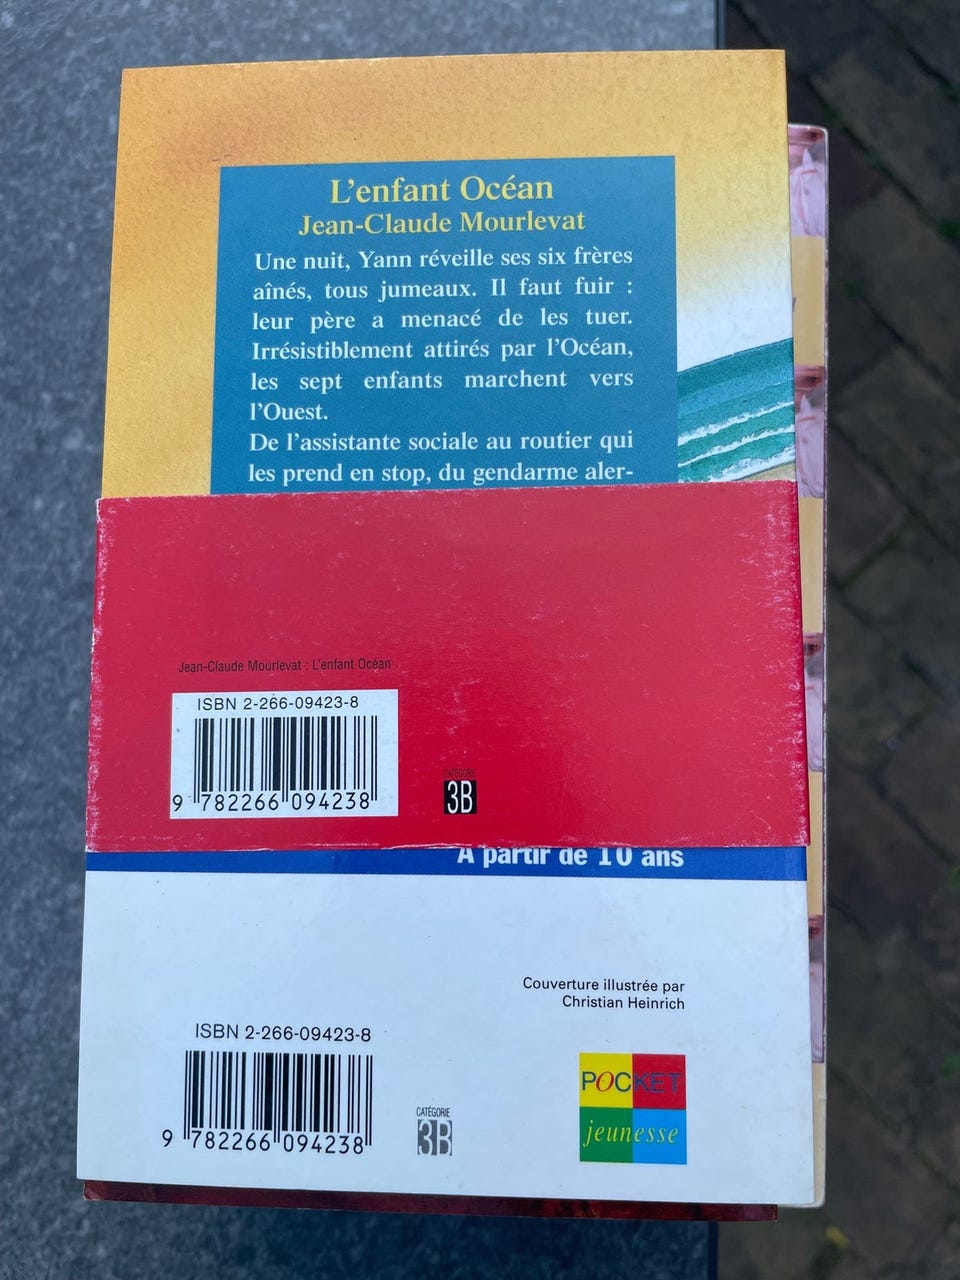 L'enfant Océan
Jean-Claude Mourlevat
Une nuit, Yann réveille ses six frères
aînés, tous jumeaux. Il faut fuir :
leur père a menacé de les tuer.
Irrésistiblement attirés par l'Océan,
les sept enfants marchent vers
l'Ouest.
De l'assistante sociale au routier qui
les prend en stop, du gendarme aler-
Jean-Claude Mourlevat : L'enfant Océan
ISBN 2-266-09423-8
9 782266 094238
CATÉGORIE
3B
A partir de 10 ans
Couverture illustrée par
Christian Heinrich
ISBN 2-266-09423-8
9 782266 094238
CATÉGORIE
3B
POCKET
jeunesse